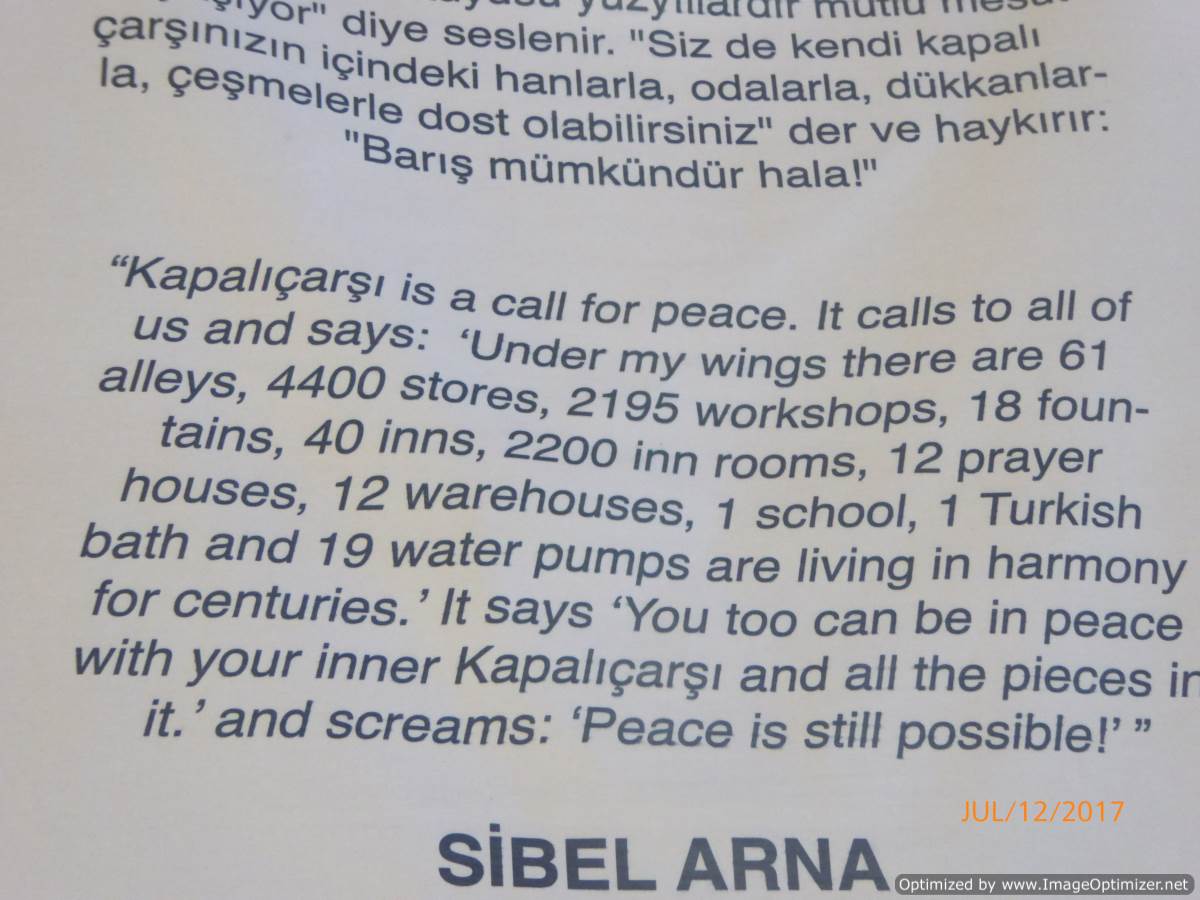 yüzyıllardır mutlu
diye seslenir. "Siz de kendi kapalı
çarşınızın içindeki hanlarla, odalarla, dükkanlar-
la, çeşmelerle dost olabilirsiniz" der ve haykırır:
"Barış mümkündür hala!"
“Kapalıçarşı is a call for peace. It calls to all of
us and says: ‘Under my wings there are 61
alleys, 4400 stores, 2195 workshops, 18 foun-
tains, 40 inns, 2200 inn rooms, 12 prayer
houses, 12 warehouses, 1 school, 1 Turkish
bath and 19 water pumps are living in harmony
for centuries.’ It says ‘You too can be in peace
with your inner Kapalıçarşı and all the pieces in
it.’ and screams: ‘Peace is still possible!’ ”
JUL/12/2017
SİBEL ARNA
Optimized by www.ImageOptimizer.net